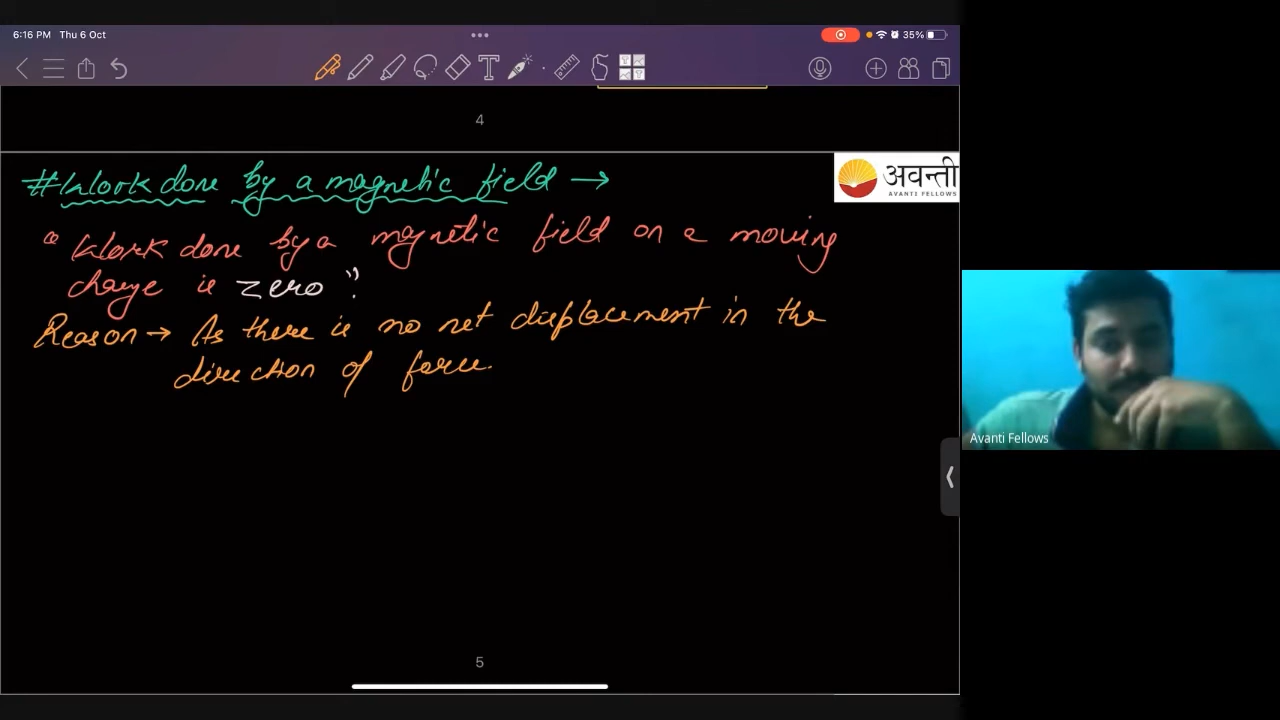 6:16 PM Thu 6 Oct
35%
4
# Work done by a magnetic field →
अवन्ती
AVANTI FELLOWS
"Work done by a magnetic field on a moving
charge is zero".
Reason → As there is no net displacement in the
direction of force.
Avanti Fellows
5